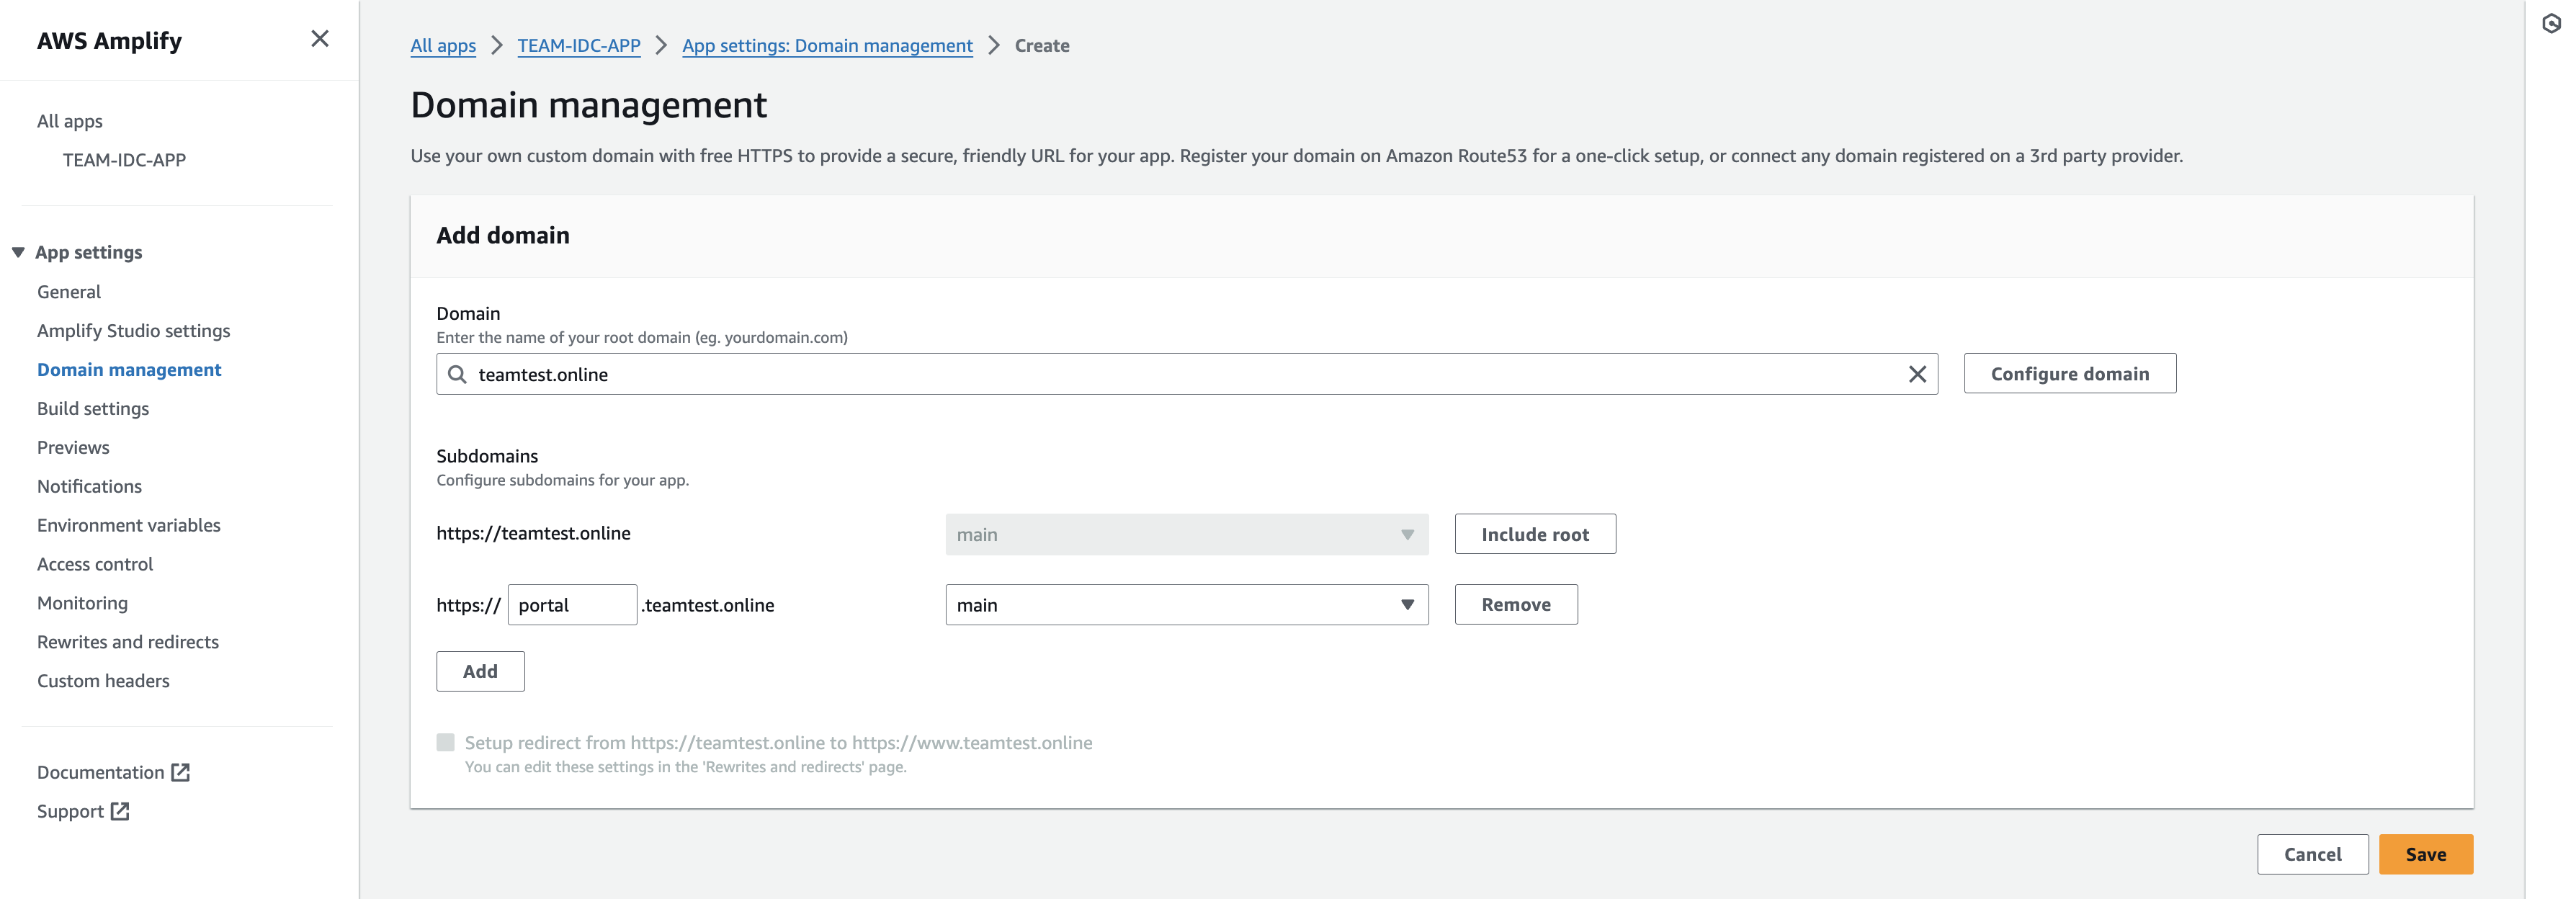 AWS Amplify
All apps
TEAM-IDC-APP
App settings
General
Amplify Studio settings
Domain management
Build settings
Previews
Notifications
Environment variables
Access control
Monitoring
Rewrites and redirects
Custom headers
Documentation
Support
All apps > TEAM-IDC-APP > App settings: Domain management > Create
Domain management
Use your own custom domain with free HTTPS to provide a secure, friendly URL for your app. Register your domain on Amazon Route53 for a one-click setup, or connect any domain registered on a 3rd party provider.
Add domain
Domain
Enter the name of your root domain (eg. yourdomain.com)
teamtest.online Configure domain
Subdomains
Configure subdomains for your app.
https://teamtest.online main Include root
https:// portal .teamtest.online main Remove
Add
Setup redirect from https://teamtest.online to https://www.teamtest.online
You can edit these settings in the 'Rewrites and redirects' page.
Cancel Save